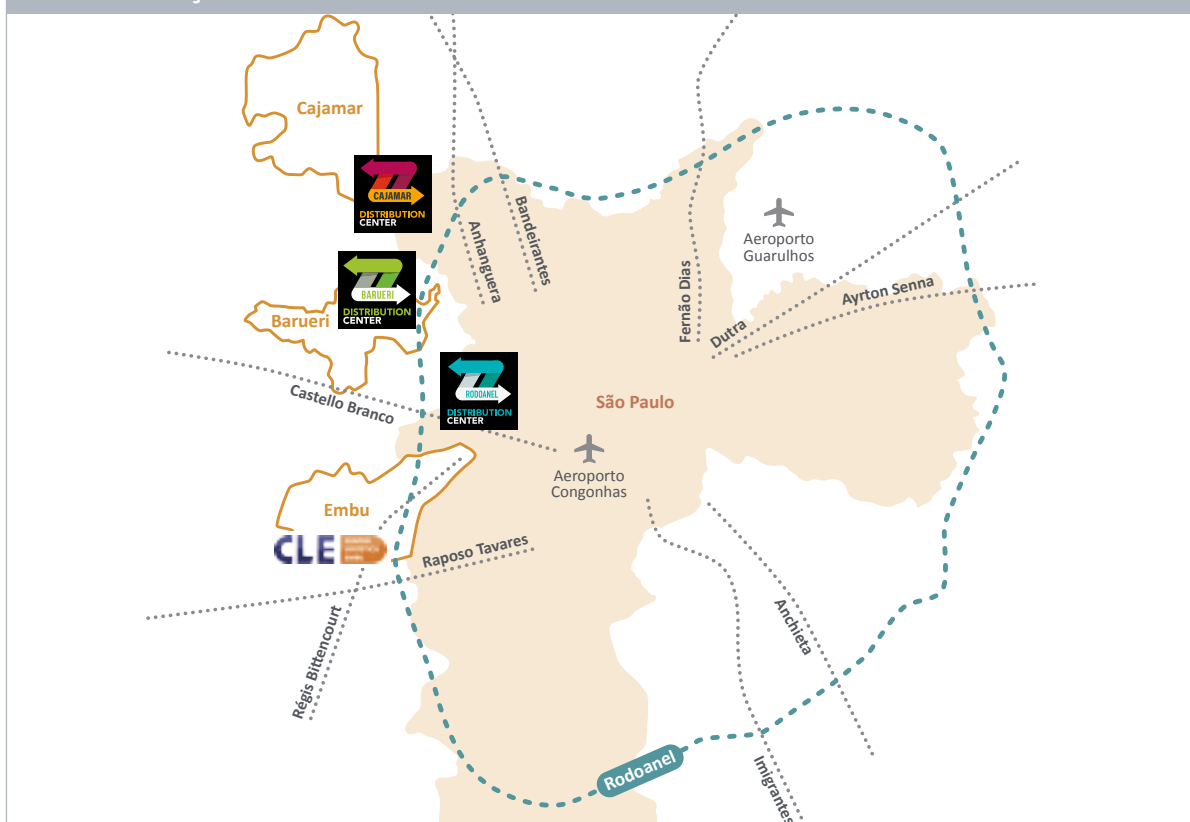 Cajamar
CAJAMAR
DISTRIBUTION
CENTER
Anhanguera
Bandeirantes
Aeroporto
Guarulhos
Fernão Dias
Dutra
Ayrton Senna
Barueri
BARUERI
DISTRIBUTION
CENTER
Castello Branco
RODOANEL
DISTRIBUTION
CENTER
São Paulo
Aeroporto
Congonhas
Embu
CLE
Raposo Tavares
Régis Bittencourt
Anchieta
Rodoanel
Imigrantes